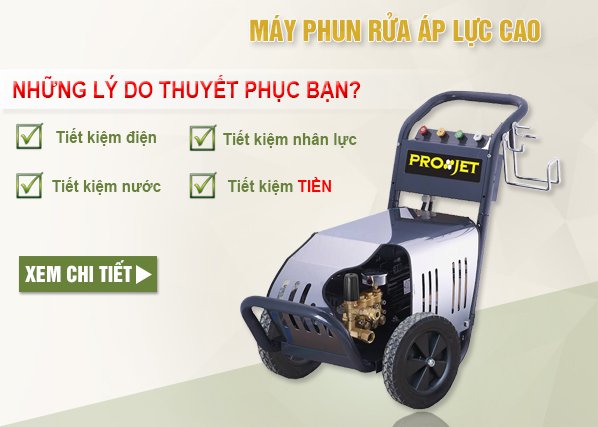 MÁY PHUN RỬA ÁP LỰC CAO
NHỮNG LÝ DO THUYẾT PHỤC BẠN?
Tiết kiệm điện
Tiết kiệm nhân lực
Tiết kiệm nước
Tiết kiệm TIỀN
PROJET
XEM CHI TIẾT